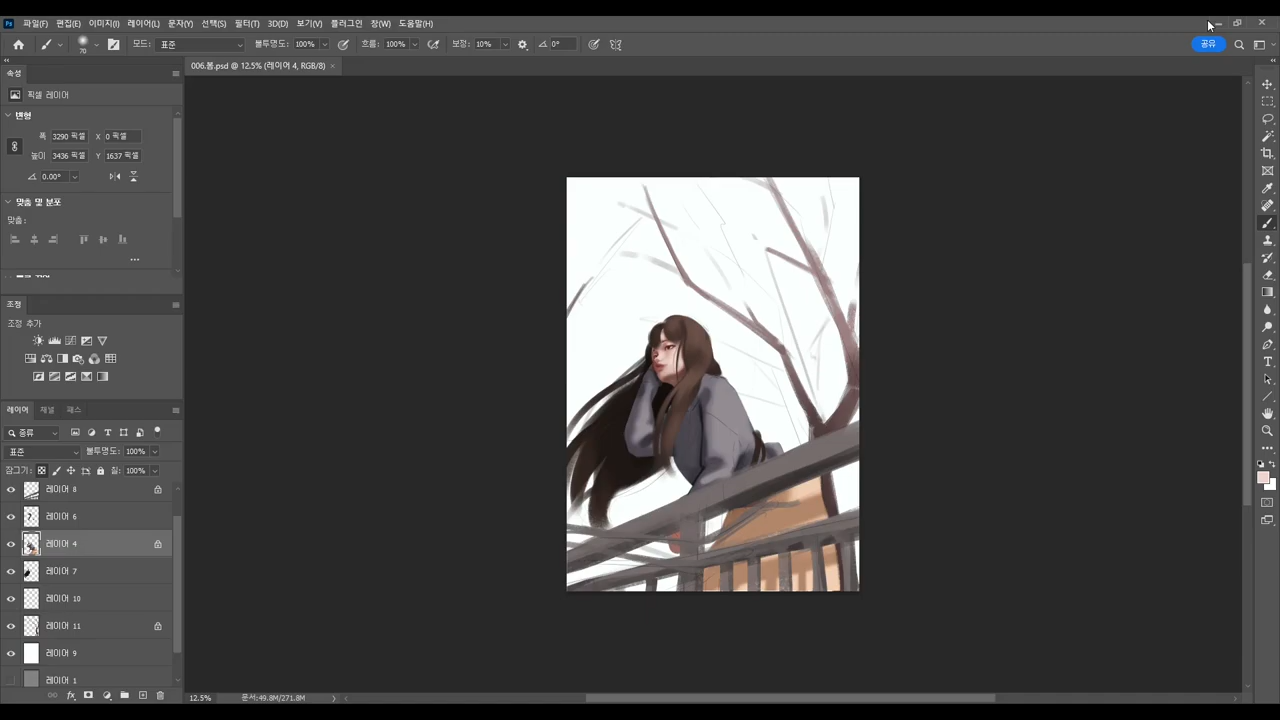 Ps 파일(F) 편집(E) 이미지(I) 레이어(L) 문자(Y) 선택(S) 필터(T) 3D(D) 보기(V) 플러그인 창(W) 도움말(H)
70 모드: 표준 불투명도: 100% 흐름: 100% 보정: 10% 0° 공유
속성 006.봄.psd @ 12.5% (레이어 4, RGB/8) ×
픽셀 레이어
변형
폭 3290 픽셀 X 0 픽셀
높이 3436 픽셀 Y 1637 픽셀
0.00°
맞춤 및 분포
맞춤:
조정
조정 추가
레이어 채널 패스
종류
표준 불투명도: 100%
잠그기: 칠: 100%
레이어 8
레이어 6
레이어 4
레이어 7
레이어 10
레이어 11
레이어 9
레이어 1
fx
12.5% 문서:49.8M/271.8M